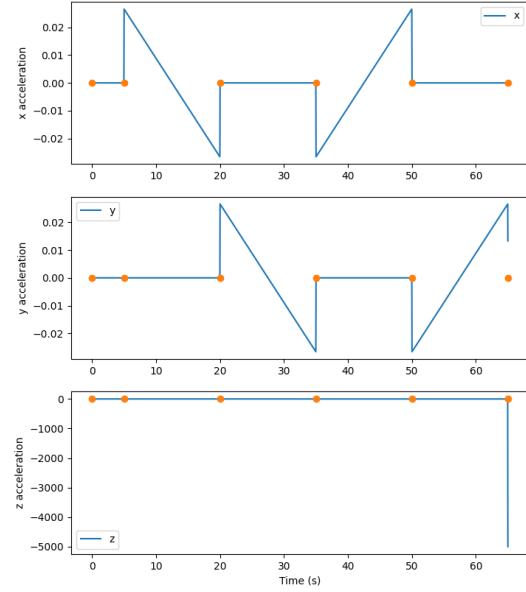 0.02
0.01
0.00
−0.01
−0.02
x acceleration
x
0 10 20 30 40 50 60
0.02
0.01
0.00
−0.01
−0.02
y acceleration
y
0 10 20 30 40 50 60
0
−1000
−2000
−3000
−4000
−5000
z acceleration
z
0 10 20 30 40 50 60
Time (s)